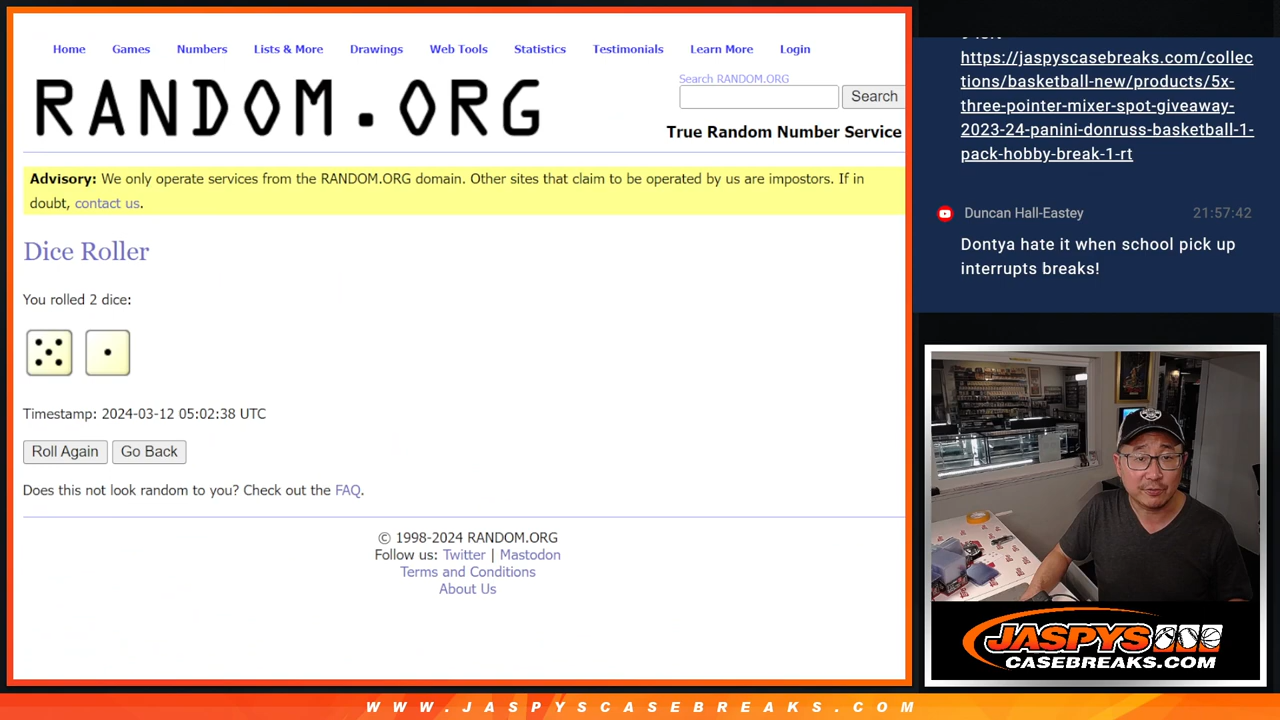 Home Games Numbers Lists & More Drawings Web Tools Statistics Testimonials Learn More Login
RANDOM.ORG
Search RANDOM.ORG
Search
True Random Number Service
Advisory: We only operate services from the RANDOM.ORG domain. Other sites that claim to be operated by us are impostors. If in
doubt, contact us.
Dice Roller
You rolled 2 dice:
Timestamp: 2024-03-12 05:02:38 UTC
Roll Again Go Back
Does this not look random to you? Check out the FAQ.
© 1998-2024 RANDOM.ORG
Follow us: Twitter | Mastodon
Terms and Conditions
About Us
https://jaspyscasebreaks.com/collec
tions/basketball-new/products/5x-
three-pointer-mixer-spot-giveaway-
2023-24-panini-donruss-basketball-1-
pack-hobby-break-1-rt
Duncan Hall-Eastey 21:57:42
Dontya hate it when school pick up
interrupts breaks!
JASPYS
CASEBREAKS.COM
WWW.JASPYSCASEBREAKS.COM